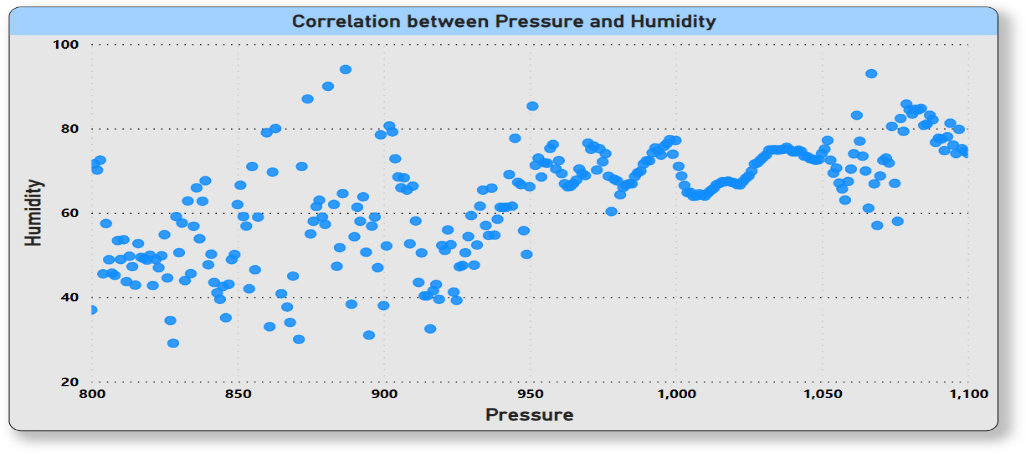 Correlation between Pressure and Humidity
100
80
60
40
20
Humidity
800 850 900 950 1,000 1,050 1,100
Pressure